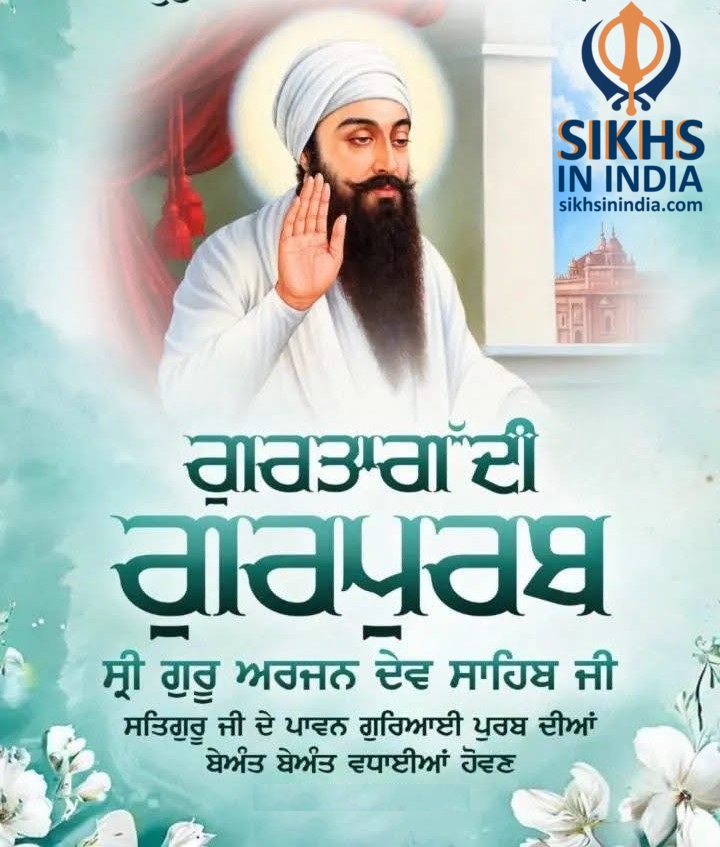 SIKHS
IN INDIA
sikhsinindia.com
ਗੁਰਤਾਗੱਦੀ
ਗੁਰਪੁਰਬ
ਸ੍ਰੀ ਗੁਰੂ ਅਰਜਨ ਦੇਵ ਸਾਹਿਬ ਜੀ
ਸਤਿਗੁਰੂ ਜੀ ਦੇ ਪਾਵਨ ਗੁਰਿਆਈ ਪੁਰਬ ਦੀਆਂ
ਬੇਅੰਤ ਬੇਅੰਤ ਵਧਾਈਆਂ ਹੋਵਣ